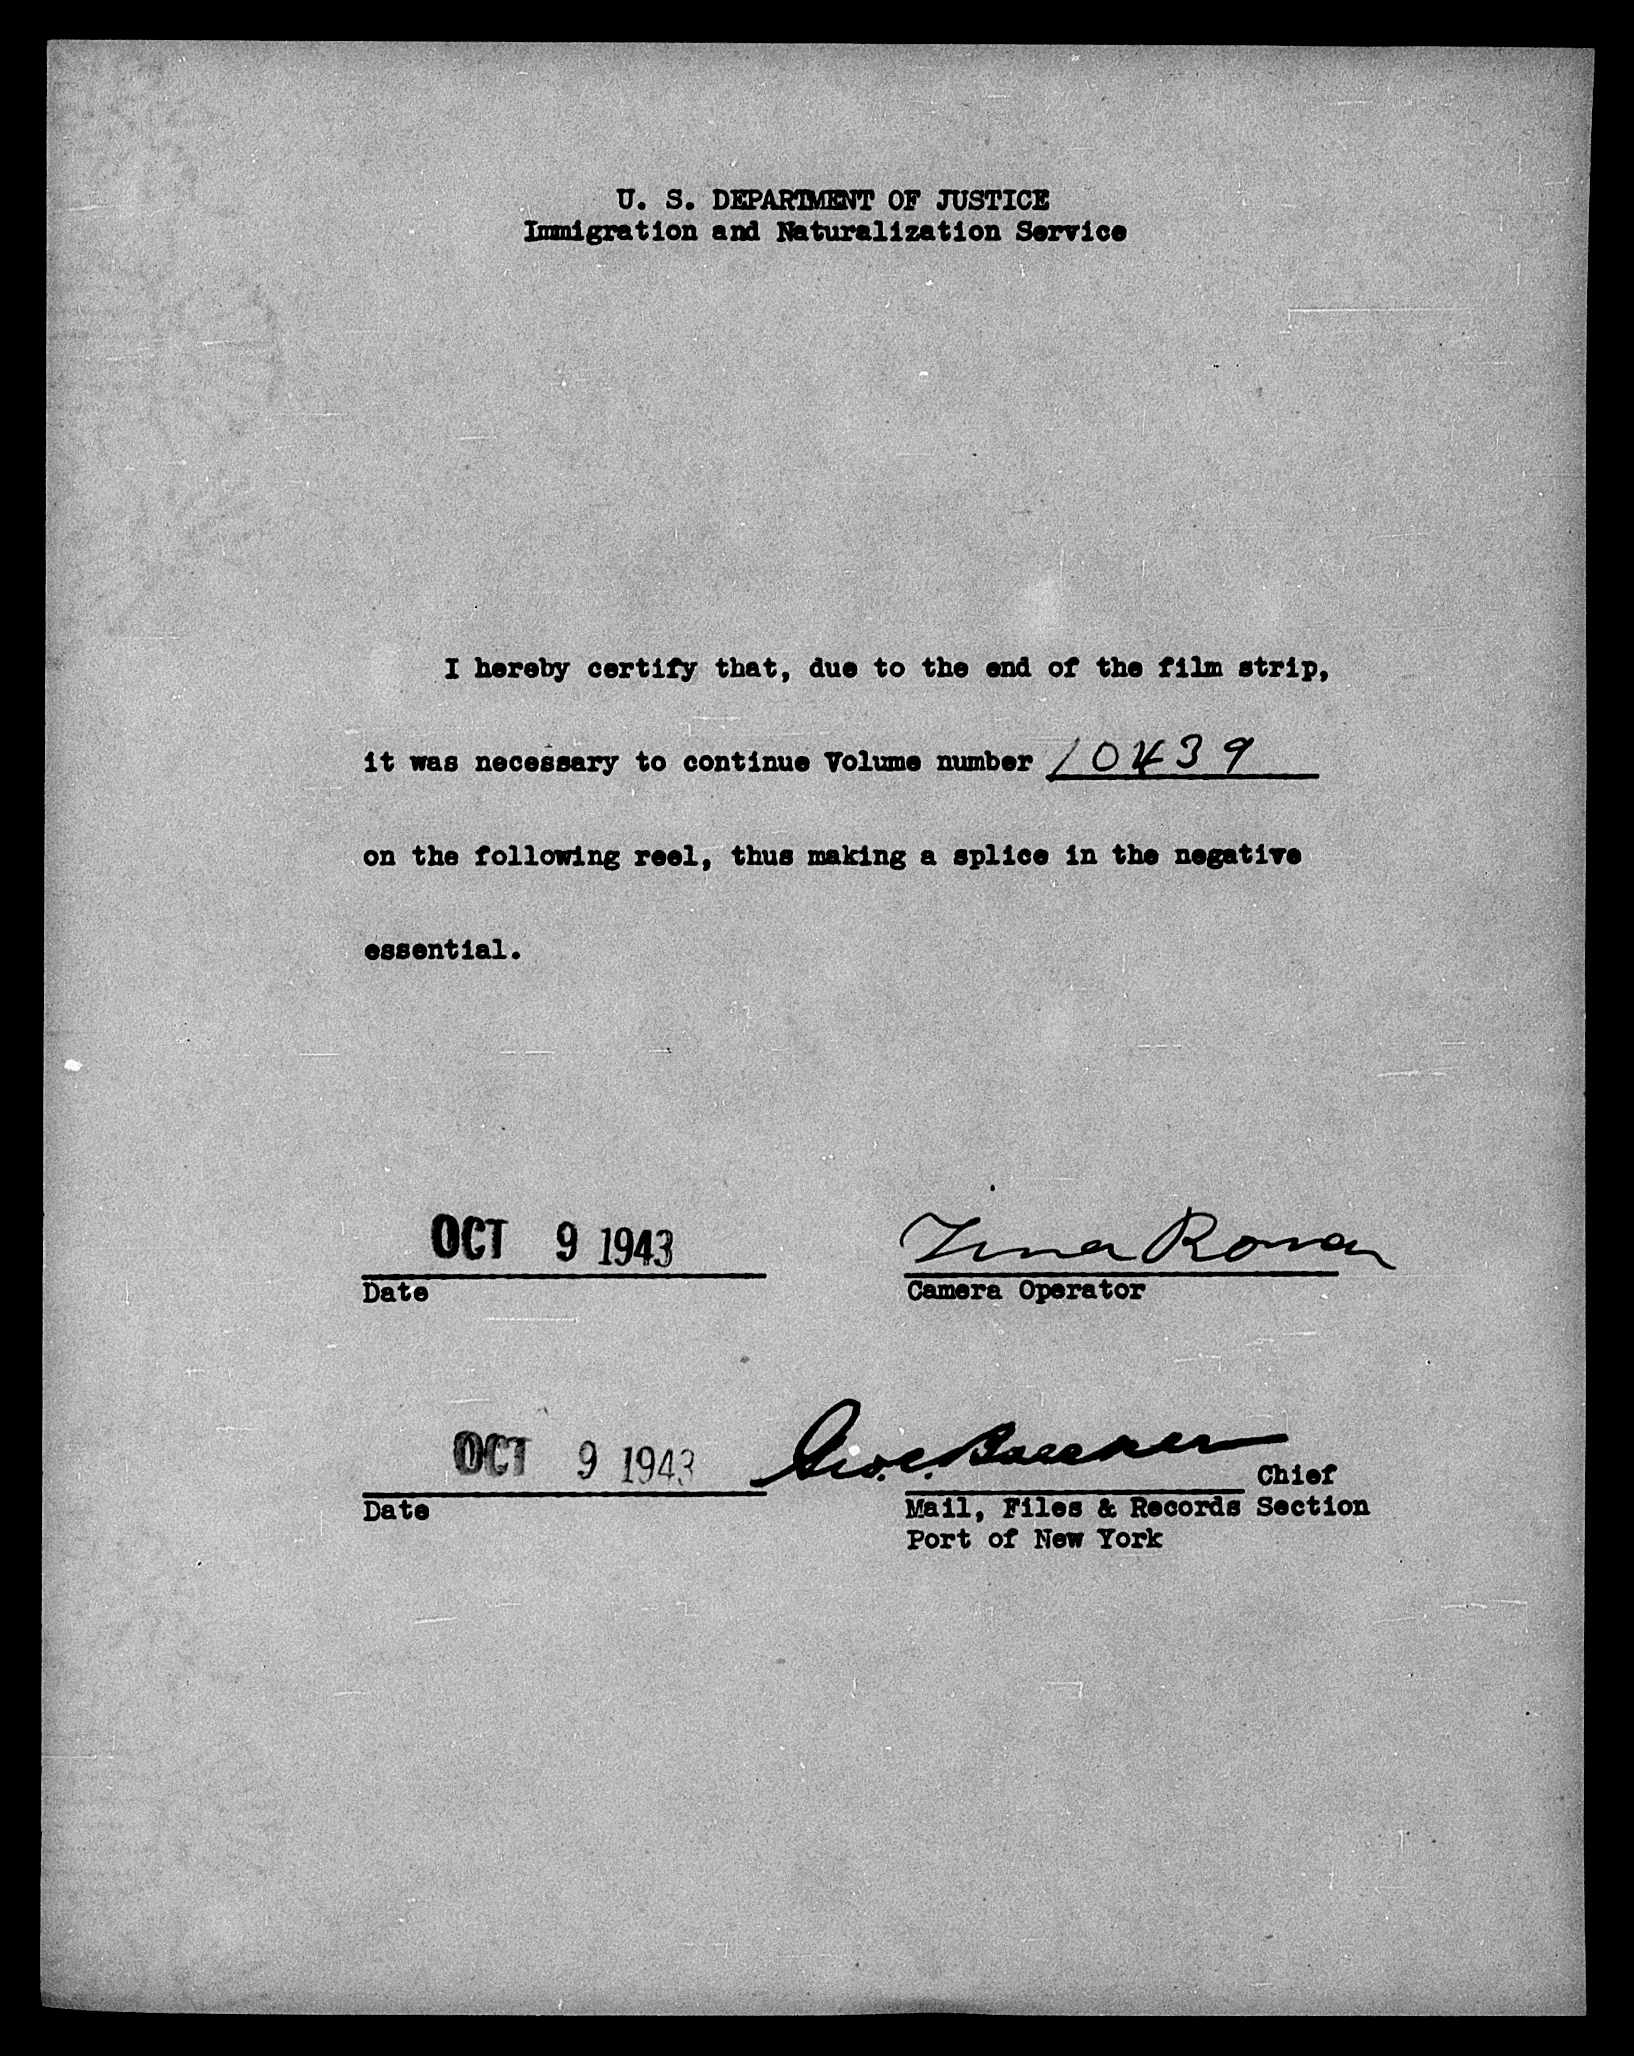 U. S. DEPARTMENT OF JUSTICE
Immigration and Naturalization Service
I hereby certify that, due to the end of the film strip,
it was necessary to continue Volume number 10439
on the following reel, thus making a splice in the negative
essential.
OCT 9 1943
Date
Camera Operator
OCT 9 1943
Date
Chief
Mail, Files & Records Section
Port of New York